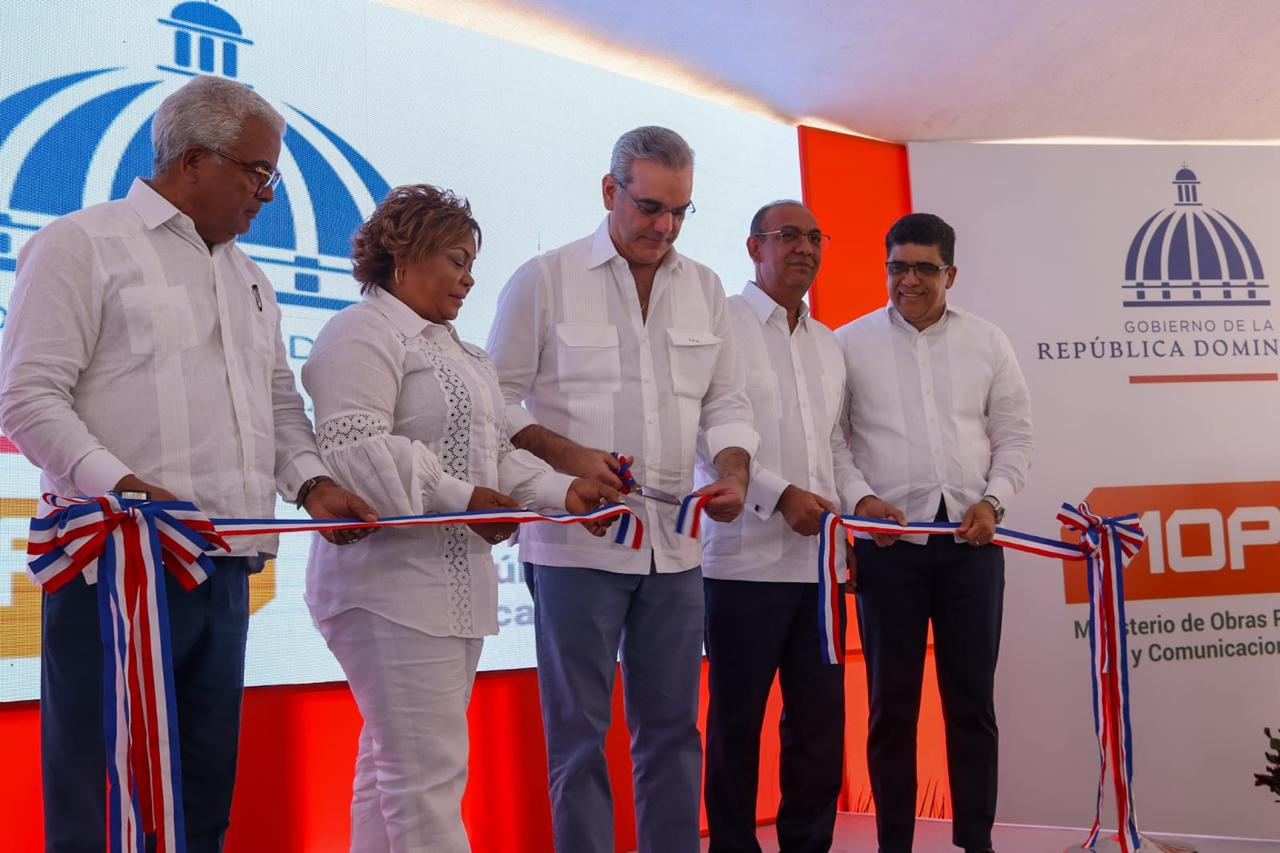 GOBIERNO DE LA
REPÚBLICA DOMIN
MOP
Ministerio de Obras P
y Comunicacion